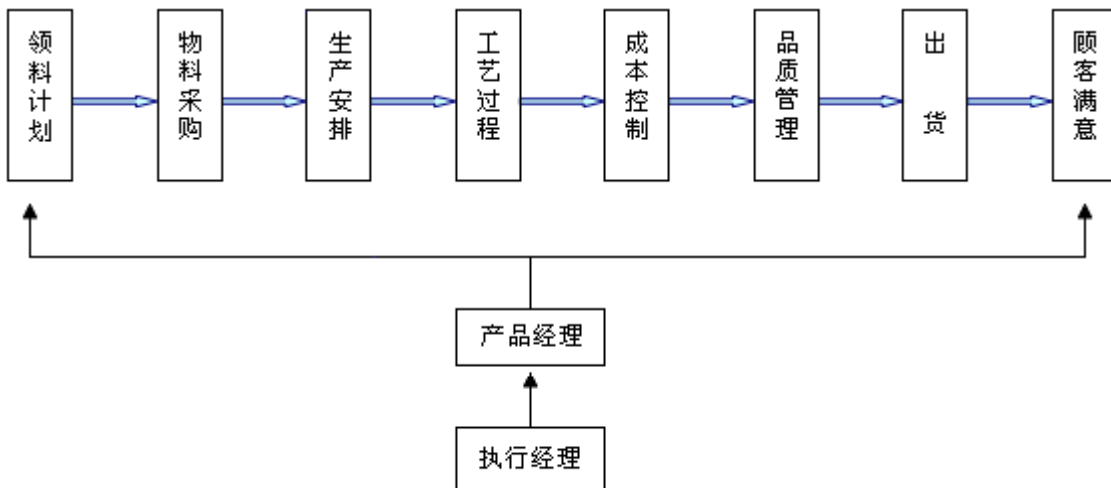 领料计划
物料采购
生产安排
工艺过程
成本控制
品质管理
出货
顾客满意
产品经理
执行经理